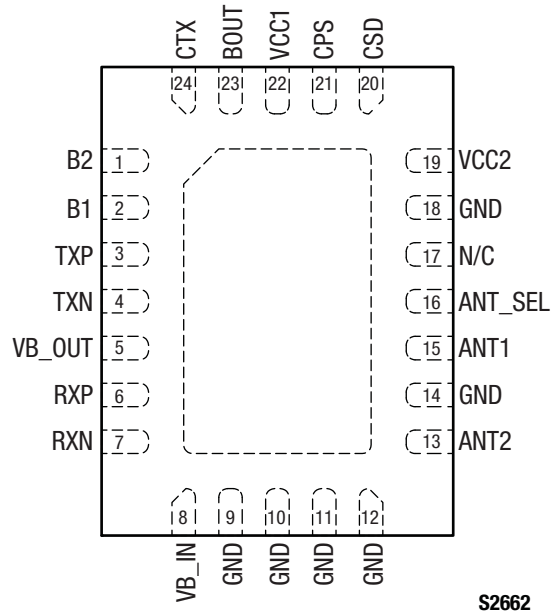 CTX
BOUT
VCC1
CPS
CSD
24
23
22
21
20
B2 1
19 VCC2
B1 2
18 GND
TXP 3
17 N/C
TXN 4
16 ANT_SEL
VB_OUT 5
15 ANT1
RXP 6
14 GND
RXN 7
13 ANT2
8
9
10
11
12
VB_IN
GND
GND
GND
GND
S2662